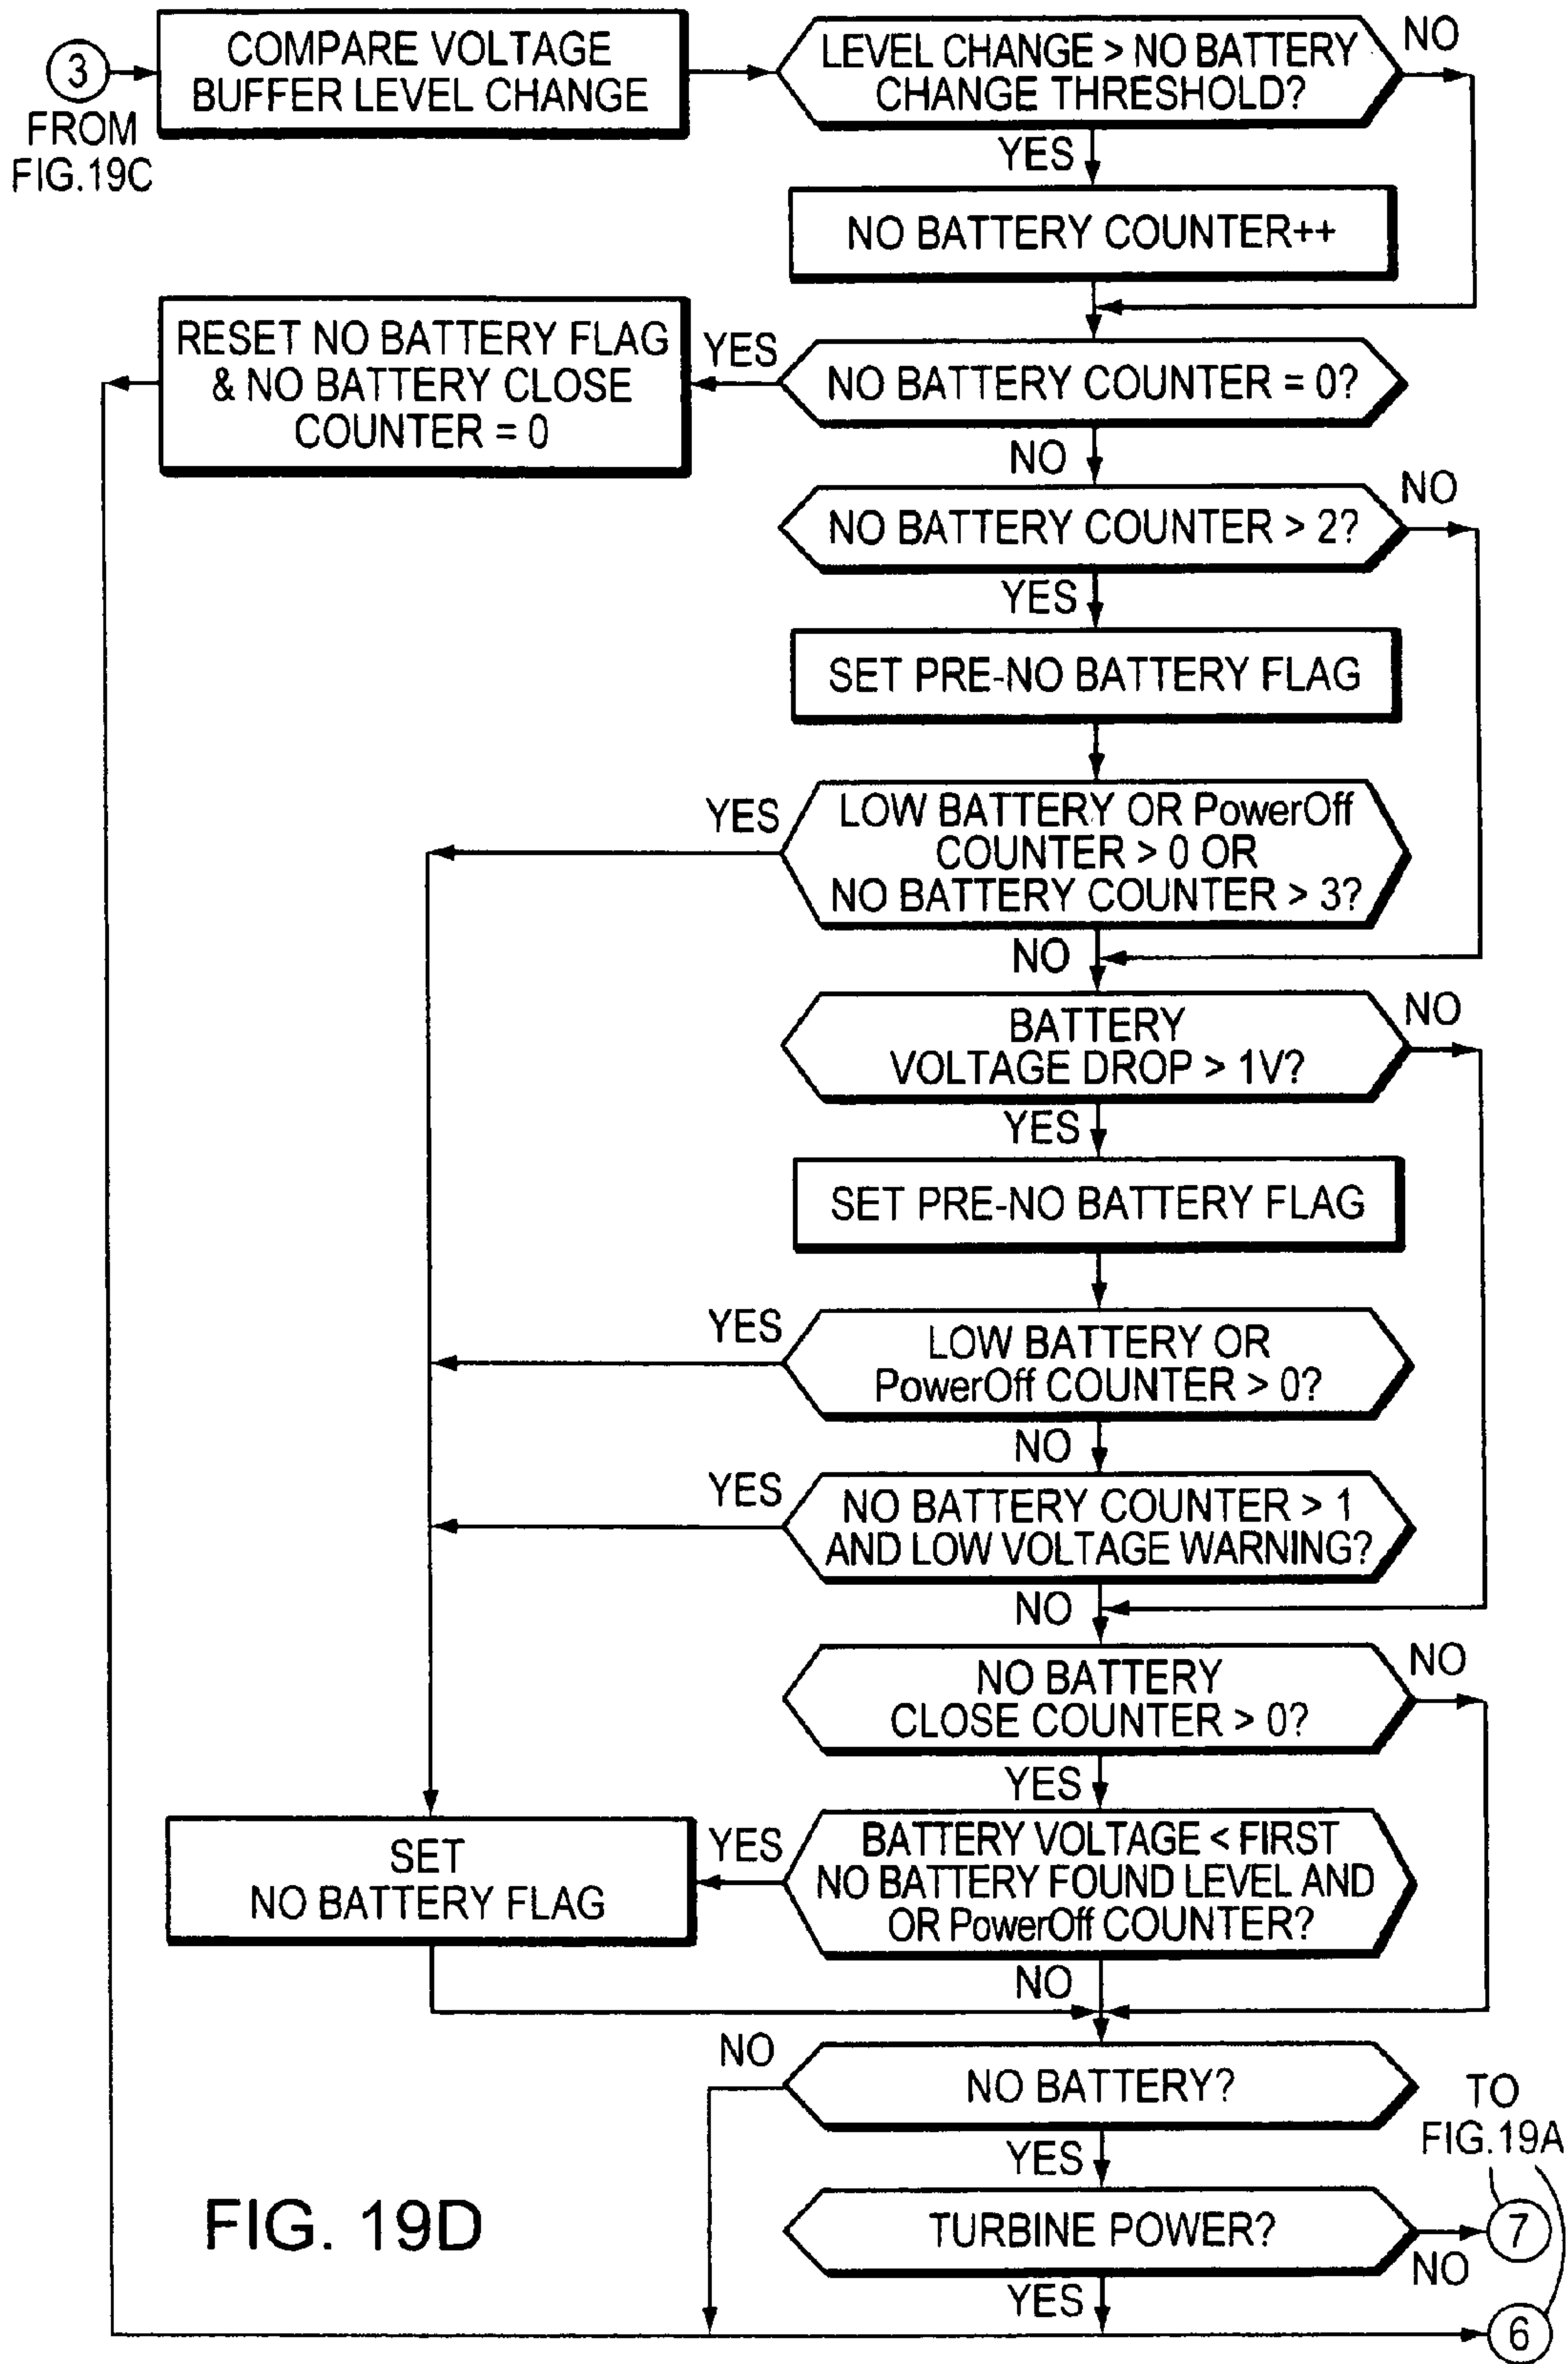 3
FROM
FIG.19C
COMPARE VOLTAGE
BUFFER LEVEL CHANGE
LEVEL CHANGE > NO BATTERY
CHANGE THRESHOLD?
NO
YES
NO BATTERY COUNTER++
RESET NO BATTERY FLAG
& NO BATTERY CLOSE
COUNTER = 0
YES
NO BATTERY COUNTER = 0?
NO
NO BATTERY COUNTER > 2?
NO
YES
SET PRE-NO BATTERY FLAG
YES
LOW BATTERY OR PowerOff
COUNTER > 0 OR
NO BATTERY COUNTER > 3?
NO
BATTERY
VOLTAGE DROP > 1V?
NO
YES
SET PRE-NO BATTERY FLAG
YES
LOW BATTERY OR
PowerOff COUNTER > 0?
NO
YES
NO BATTERY COUNTER > 1
AND LOW VOLTAGE WARNING?
NO
NO BATTERY
CLOSE COUNTER > 0?
NO
YES
SET
NO BATTERY FLAG
YES
BATTERY VOLTAGE < FIRST
NO BATTERY FOUND LEVEL AND
OR PowerOff COUNTER?
NO
NO
NO BATTERY?
TO
FIG.19A
YES
FIG. 19D
TURBINE POWER?
7
NO
YES
6